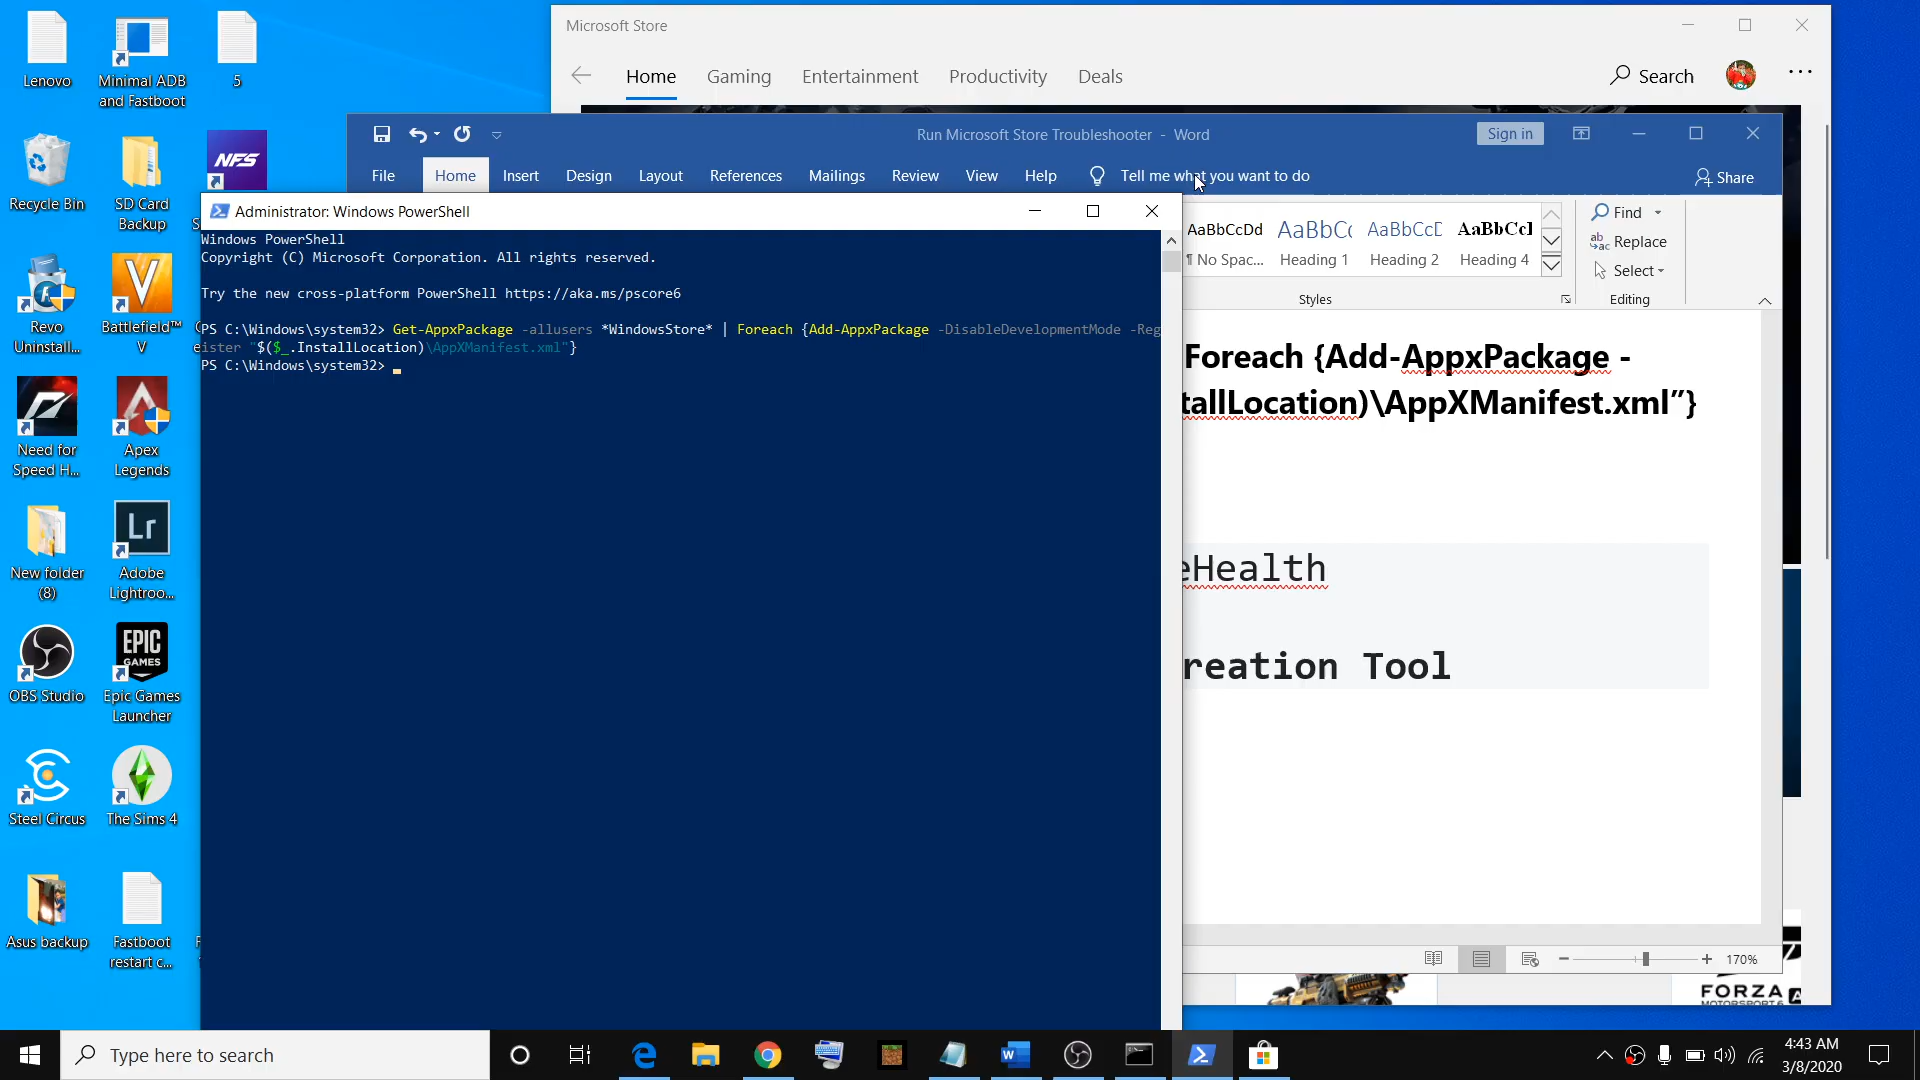 Lenovo
Minimal ADB
and Fastboot
5
Recycle Bin
SD Card
Backup
NFS
Revo
Uninstall...
Battlefield™
V
Need for
Speed H...
Apex
Legends
New folder
(8)
Lr
Adobe
Lightroo...
OBS Studio
EPIC
GAMES
Epic Games
Launcher
Steel Circus
The Sims 4
Asus backup
Fastboot
restart c...
Microsoft Store
Home Gaming Entertainment Productivity Deals
Search
Run Microsoft Store Troubleshooter - Word
Sign in
File Home Insert Design Layout References Mailings Review View Help Tell me what you want to do Share
AaBbCcDd AaBbCc AaBbCcD AaBbCcI
¶ No Spac... Heading 1 Heading 2 Heading 4
Styles
Find
Replace
Select
Editing
Administrator: Windows PowerShell
Windows PowerShell
Copyright (C) Microsoft Corporation. All rights reserved.
Try the new cross-platform PowerShell https://aka.ms/pscore6
PS C:\Windows\system32> Get-AppxPackage -allusers *WindowsStore* | Foreach {Add-AppxPackage -DisableDevelopmentMode -Reg
ister "$($_.InstallLocation)\AppXManifest.xml"}
PS C:\Windows\system32>
Foreach {Add-AppxPackage -
tallLocation)\AppXManifest.xml”}
eHealth
reation Tool
170%
FORZA
MOTORSPORT 6
Type here to search
4:43 AM
3/8/2020